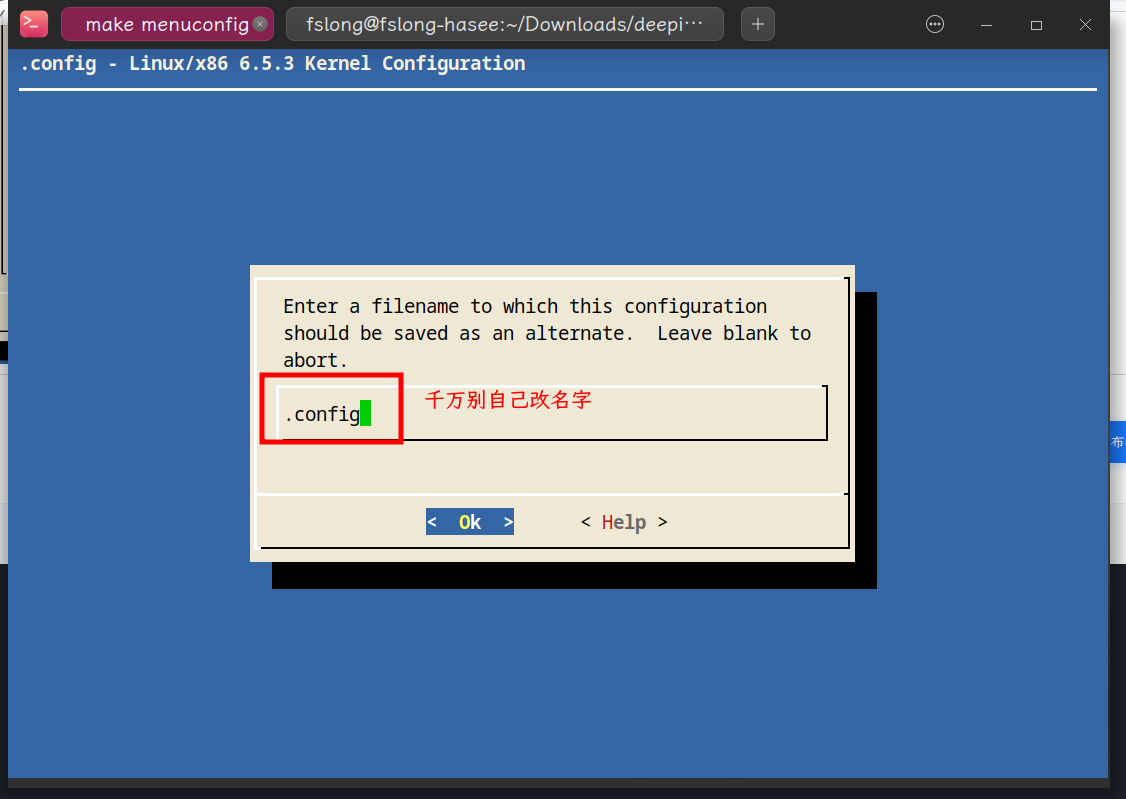 make menuconfig
fslong@fslong-hasee:~/Downloads/deepi···
.config - Linux/x86 6.5.3 Kernel Configuration
Enter a filename to which this configuration
should be saved as an alternate.  Leave blank to
abort.
千万别自己改名字
.config
< Ok >
< Help >
布